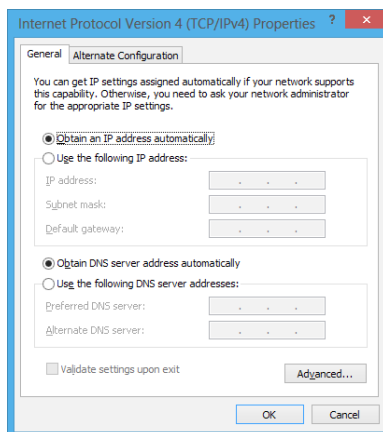 Internet Protocol Version 4 (TCP/IPv4) Properties ? ×
General Alternate Configuration
You can get IP settings assigned automatically if your network supports
this capability. Otherwise, you need to ask your network administrator
for the appropriate IP settings.
Obtain an IP address automatically
Use the following IP address:
IP address: . . .
Subnet mask: . . .
Default gateway: . . .
Obtain DNS server address automatically
Use the following DNS server addresses:
Preferred DNS server: . . .
Alternate DNS server: . . .
Validate settings upon exit
Advanced...
OK Cancel